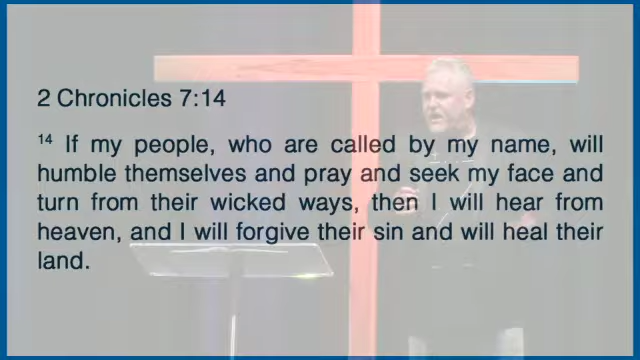 2 Chronicles 7:14
14 If my people, who are called by my name, will
humble themselves and pray and seek my face and
turn from their wicked ways, then I will hear from
heaven, and I will forgive their sin and will heal their
land.